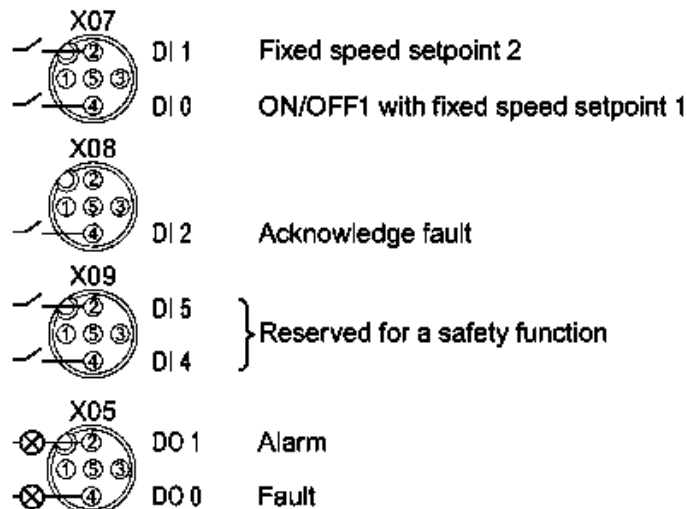 X07
② DI 1 Fixed speed setpoint 2
① ⑤ ③
④ DI 0 ON/OFF1 with fixed speed setpoint 1
X08
②
① ⑤ ③
④ DI 2 Acknowledge fault
X09
② DI 5
① ⑤ ③ Reserved for a safety function
④ DI 4
X05
② DO 1 Alarm
① ⑤ ③
④ DO 0 Fault